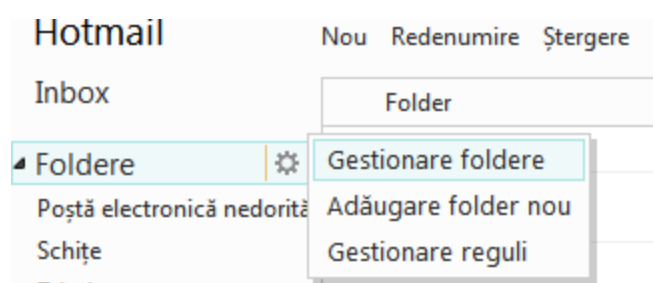 Hotmail
Nou Redenumire Ștergere
Inbox
Folder
Foldere
Gestionare foldere
Poștă electronică nedorită
Adăugare folder nou
Schițe
Gestionare reguli